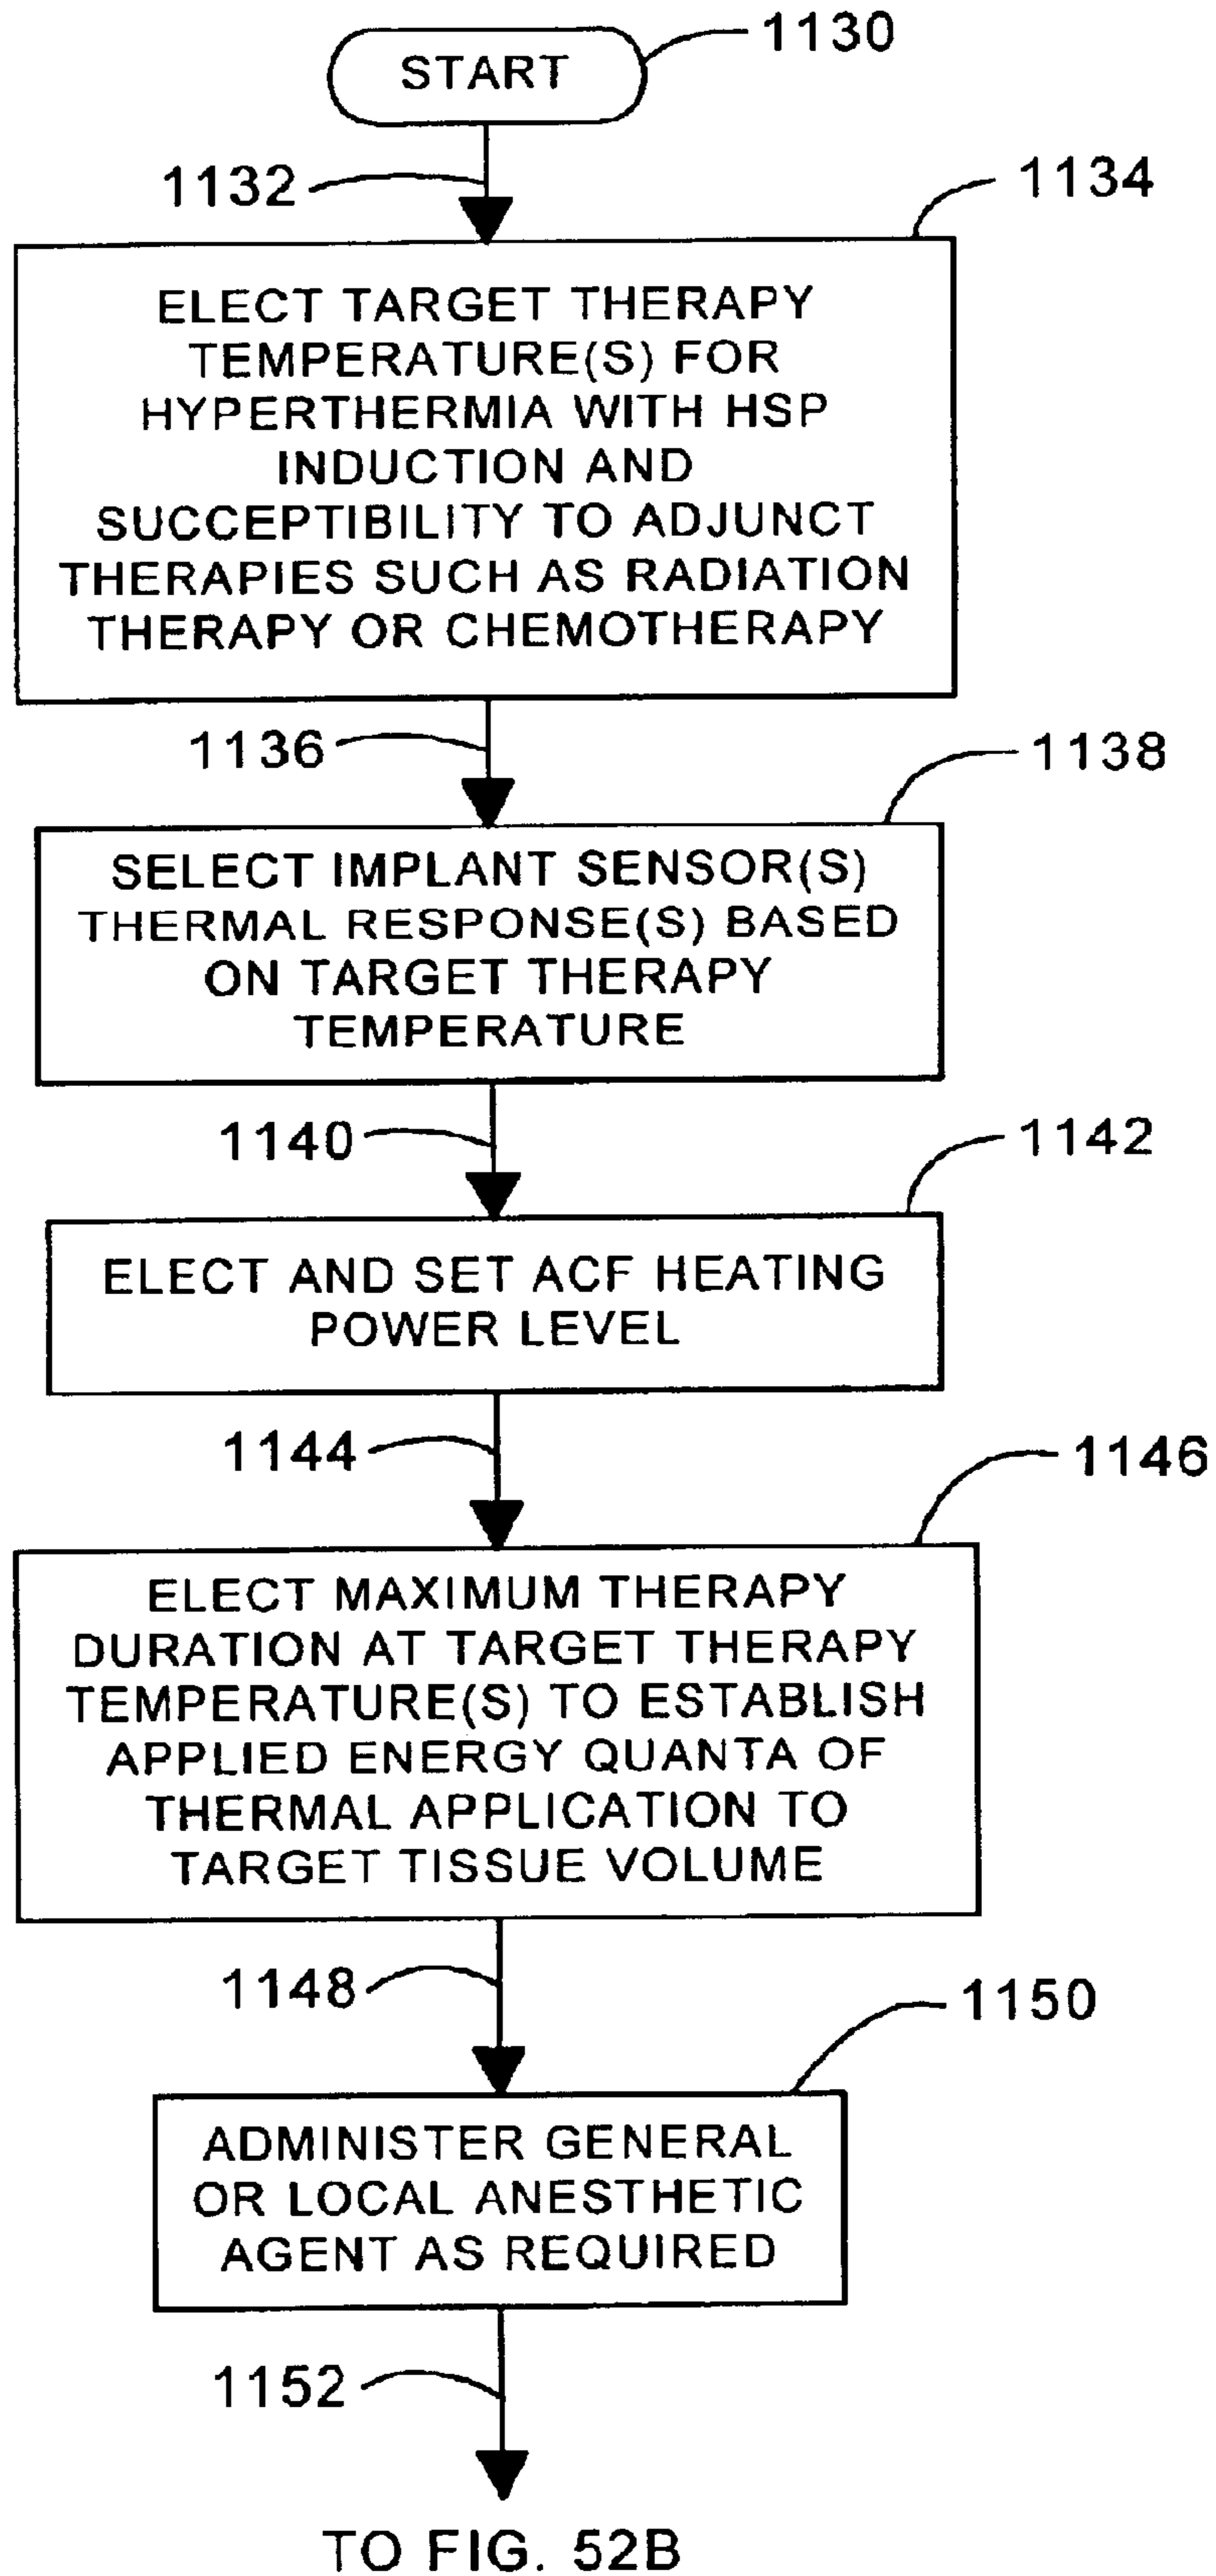 START
1130
1132
1134
ELECT TARGET THERAPY
TEMPERATURE(S) FOR
HYPERTHERMIA WITH HSP
INDUCTION AND
SUCCEPTIBILITY TO ADJUNCT
THERAPIES SUCH AS RADIATION
THERAPY OR CHEMOTHERAPY
1136
1138
SELECT IMPLANT SENSOR(S)
THERMAL RESPONSE(S) BASED
ON TARGET THERAPY
TEMPERATURE
1140
1142
ELECT AND SET ACF HEATING
POWER LEVEL
1144
1146
ELECT MAXIMUM THERAPY
DURATION AT TARGET THERAPY
TEMPERATURE(S) TO ESTABLISH
APPLIED ENERGY QUANTA OF
THERMAL APPLICATION TO
TARGET TISSUE VOLUME
1148
1150
ADMINISTER GENERAL
OR LOCAL ANESTHETIC
AGENT AS REQUIRED
1152
TO FIG. 52B